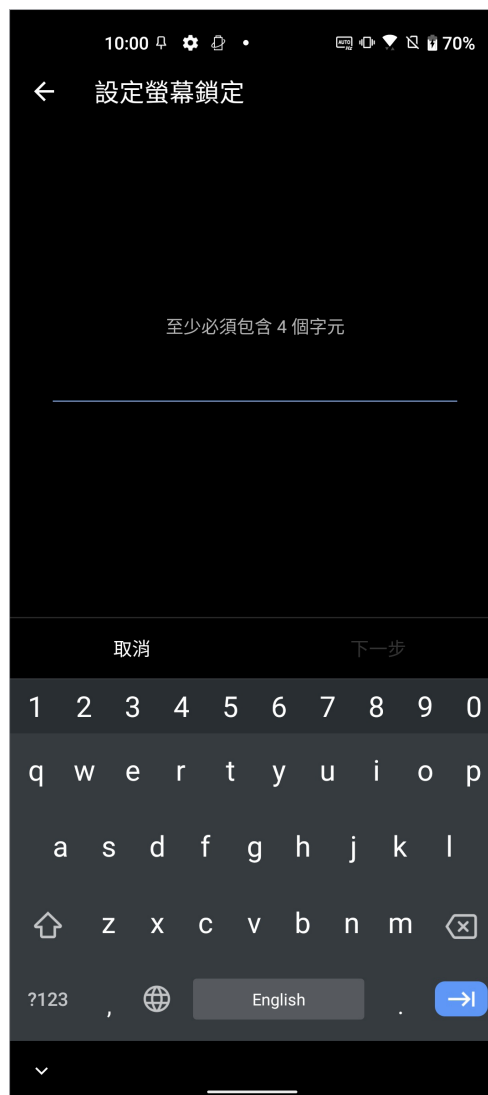 10:00 AUTO 70%
設定螢幕鎖定
至少必須包含 4 個字元
取消 下一步
1 2 3 4 5 6 7 8 9 0
q w e r t y u i o p
a s d f g h j k l
z x c v b n m
?123 , English .